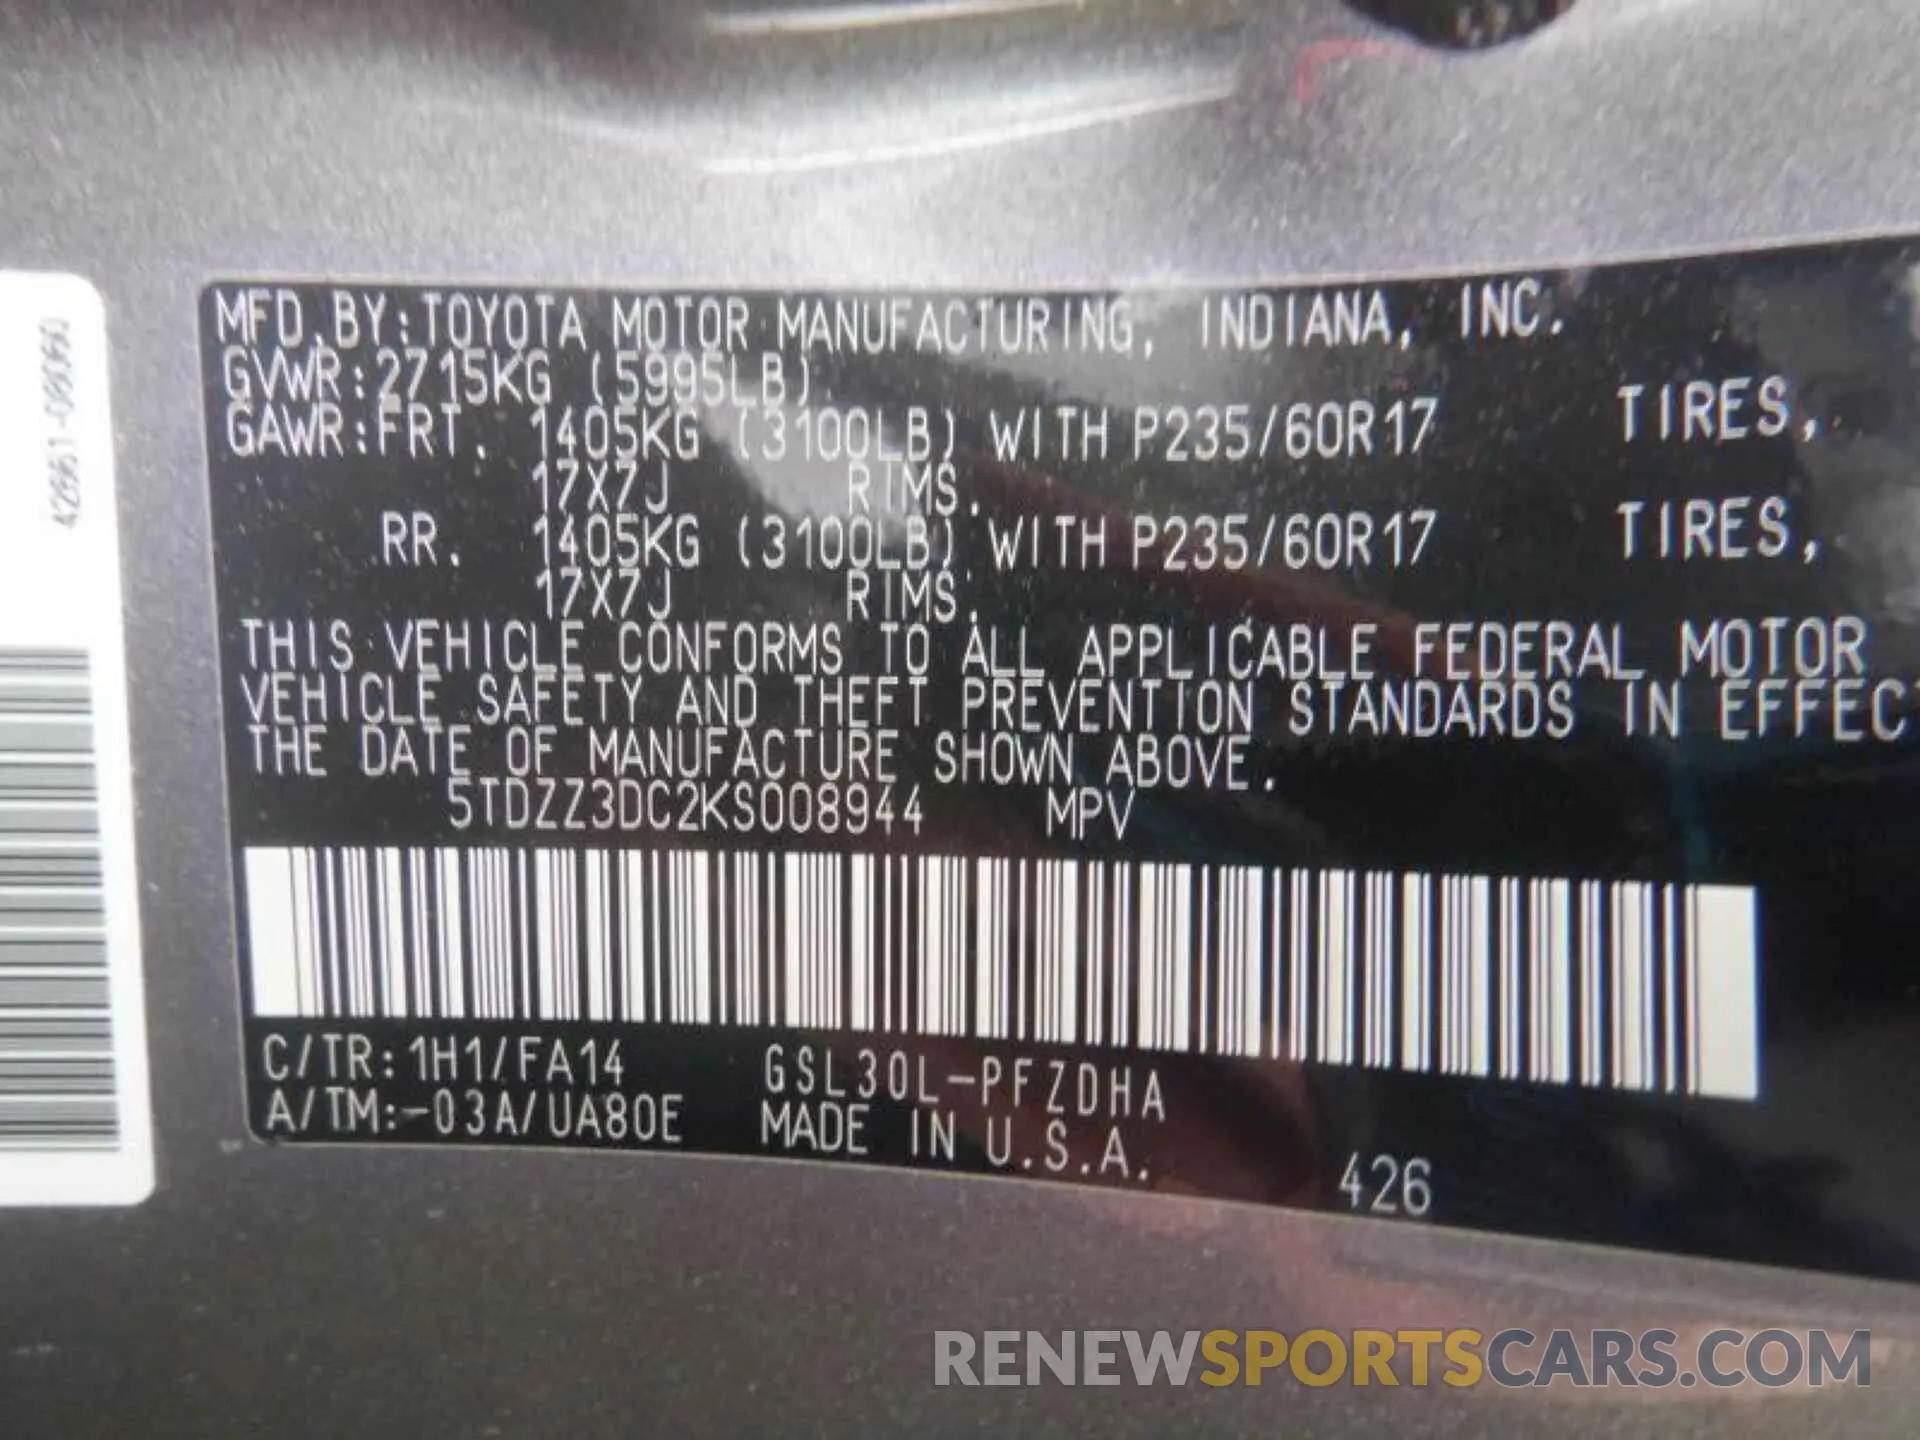 MFD.BY:TOYOTA MOTOR MANUFACTURING, INDIANA, INC.
GVWR:2715KG (5995LB)
GAWR:FRT. 1405KG (3100LB) WITH P235/60R17 TIRES,
17X7J RIMS.
RR. 1405KG (3100LB) WITH P235/60R17 TIRES,
17X7J RIMS.
THIS VEHICLE CONFORMS TO ALL APPLICABLE FEDERAL MOTOR
VEHICLE SAFETY AND THEFT PREVENTION STANDARDS IN EFFECT
THE DATE OF MANUFACTURE SHOWN ABOVE.
5TDZZ3DC2KS008944 MPV
C/TR:1H1/FA14 GSL30L-PFZDHA
A/TM:-03A/UA80E MADE IN U.S.A.
426
RENEWSPORTSCARS.COM